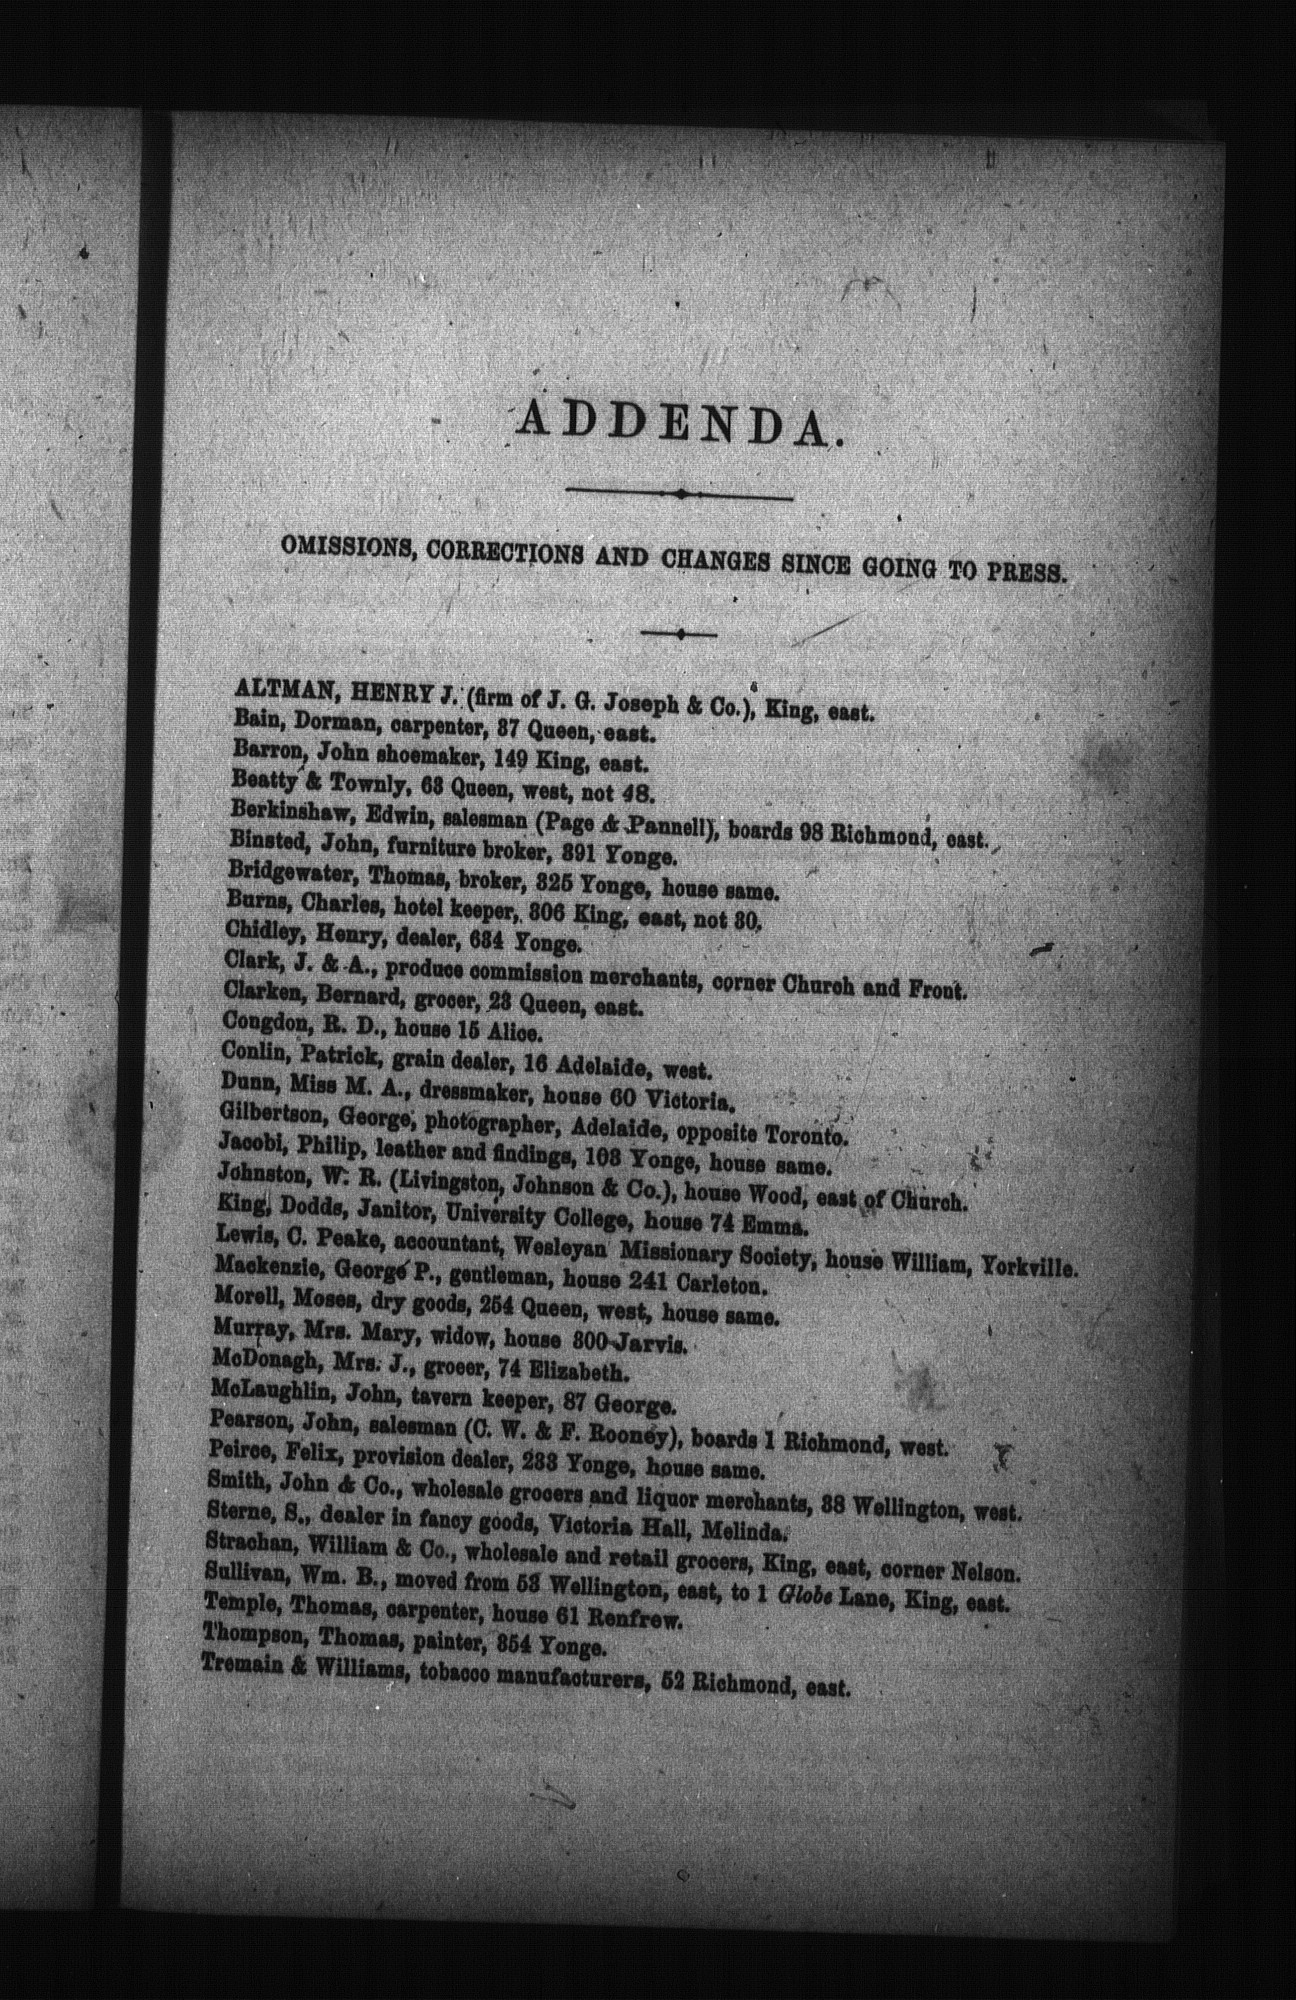 ADDENDA.
OMISSIONS, CORRECTIONS AND CHANGES SINCE GOING TO PRESS.
ALTMAN, HENRY J. (firm of J. G. Joseph & Co.), King, east.
Bain, Dorman, carpenter, 37 Queen, east.
Barron, John shoemaker, 149 King, east.
Beatty & Townly, 63 Queen, west, not 48.
Berkinshaw, Edwin, salesman (Page & Pannell), boards 98 Richmond, east.
Binsted, John, furniture broker, 391 Yonge.
Bridgewater, Thomas, broker, 325 Yonge, house same.
Burns, Charles, hotel keeper, 306 King, east, not 30.
Chidley, Henry, dealer, 634 Yonge.
Clark, J. & A., produce commission merchants, corner Church and Front.
Clarken, Bernard, grocer, 23 Queen, east.
Congdon, R. D., house 15 Alice.
Conlin, Patrick, grain dealer, 16 Adelaide, west.
Dunn, Miss M. A., dressmaker, house 60 Victoria.
Gilbertson, George, photographer, Adelaide, opposite Toronto.
Jacobi, Philip, leather and findings, 103 Yonge, house same.
Johnston, W. R. (Livingston, Johnson & Co.), house Wood, east of Church.
King, Dodds, Janitor, University College, house 74 Emma.
Lewis, C. Peake, accountant, Wesleyan Missionary Society, house William, Yorkville.
Mackenzie, George P., gentleman, house 241 Carleton.
Morell, Moses, dry goods, 254 Queen, west, house same.
Murray, Mrs. Mary, widow, house 300 Jarvis.
McDonagh, Mrs. J., grocer, 74 Elizabeth.
McLaughlin, John, tavern keeper, 87 George.
Pearson, John, salesman (C. W. & F. Rooney), boards 1 Richmond, west.
Peirce, Felix, provision dealer, 233 Yonge, house same.
Smith, John & Co., wholesale grocers and liquor merchants, 38 Wellington, west.
Sterne, S., dealer in fancy goods, Victoria Hall, Melinda.
Strachan, William & Co., wholesale and retail grocers, King, east, corner Nelson.
Sullivan, Wm. B., moved from 53 Wellington, east, to 1 Globe Lane, King, east.
Temple, Thomas, carpenter, house 61 Renfrew.
Thompson, Thomas, painter, 354 Yonge.
Tremain & Williams, tobacco manufacturers, 52 Richmond, east.